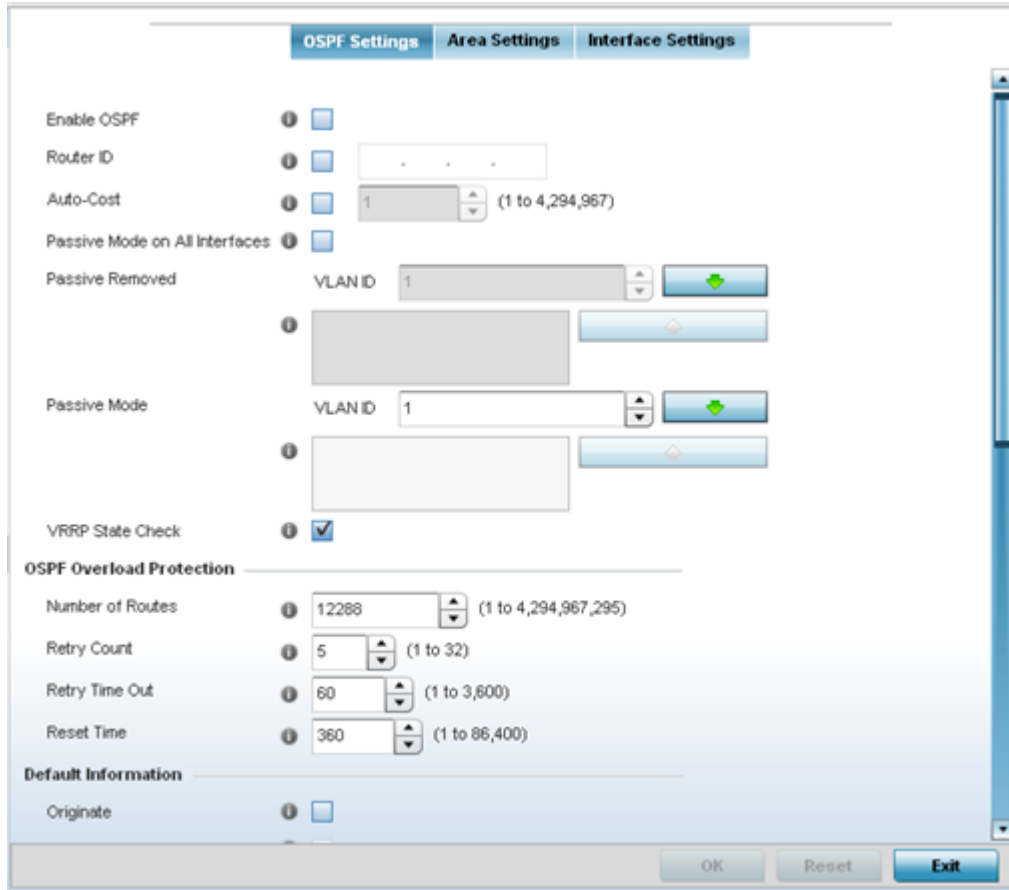 OSPF Settings Area Settings Interface Settings
Enable OSPF
Router ID . . .
Auto-Cost 1 (1 to 4,294,967)
Passive Mode on All Interfaces
Passive Removed VLAN ID 1
Passive Mode VLAN ID 1
VRRP State Check
OSPF Overload Protection
Number of Routes 12288 (1 to 4,294,967,295)
Retry Count 5 (1 to 32)
Retry Time Out 60 (1 to 3,600)
Reset Time 360 (1 to 86,400)
Default Information
Originate
OK Reset Exit